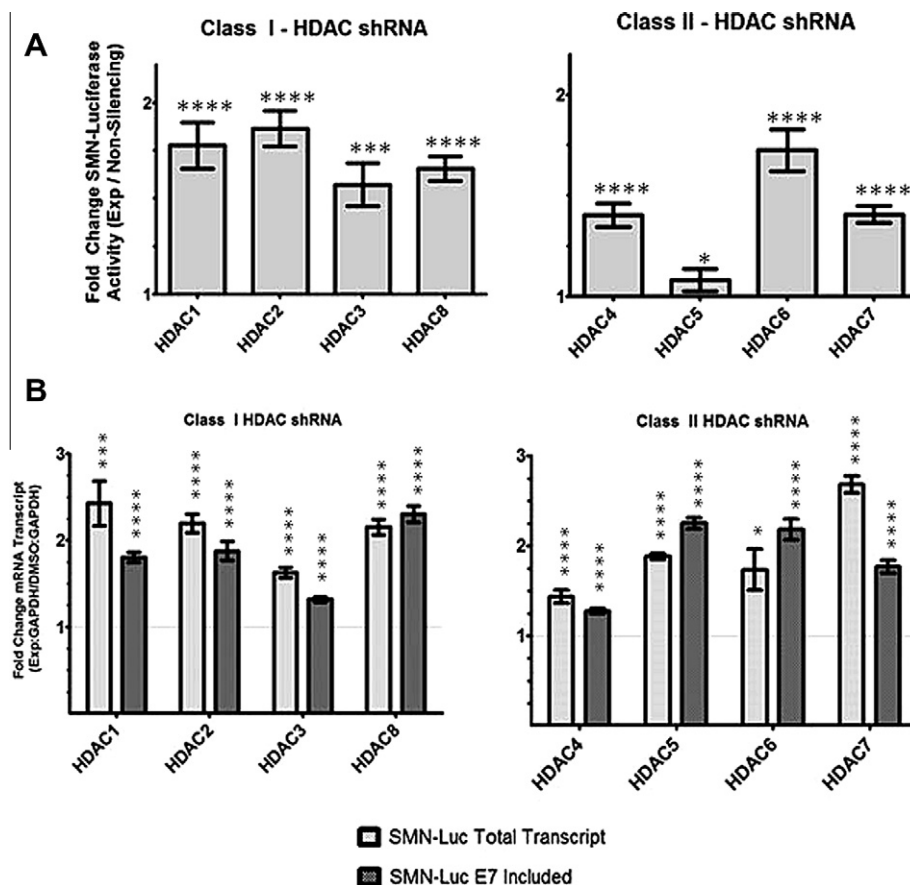 A
Class I - HDAC shRNA
Fold Change SMN-Luciferase
Activity (Exp / Non-Silencing)
2
1
****
****
***
****
HDAC1
HDAC2
HDAC3
HDAC8
Class II - HDAC shRNA
2
1
****
*
****
****
HDAC4
HDAC5
HDAC6
HDAC7
B
Class I HDAC shRNA
Fold Change mRNA Transcript
(Exp:GAPDH/DMSO:GAPDH)
3
2
1
***
****
****
****
****
****
****
****
HDAC1
HDAC2
HDAC3
HDAC8
Class II HDAC shRNA
3
2
1
****
****
****
****
*
****
****
****
HDAC4
HDAC5
HDAC6
HDAC7
SMN-Luc Total Transcript
SMN-Luc E7 Included